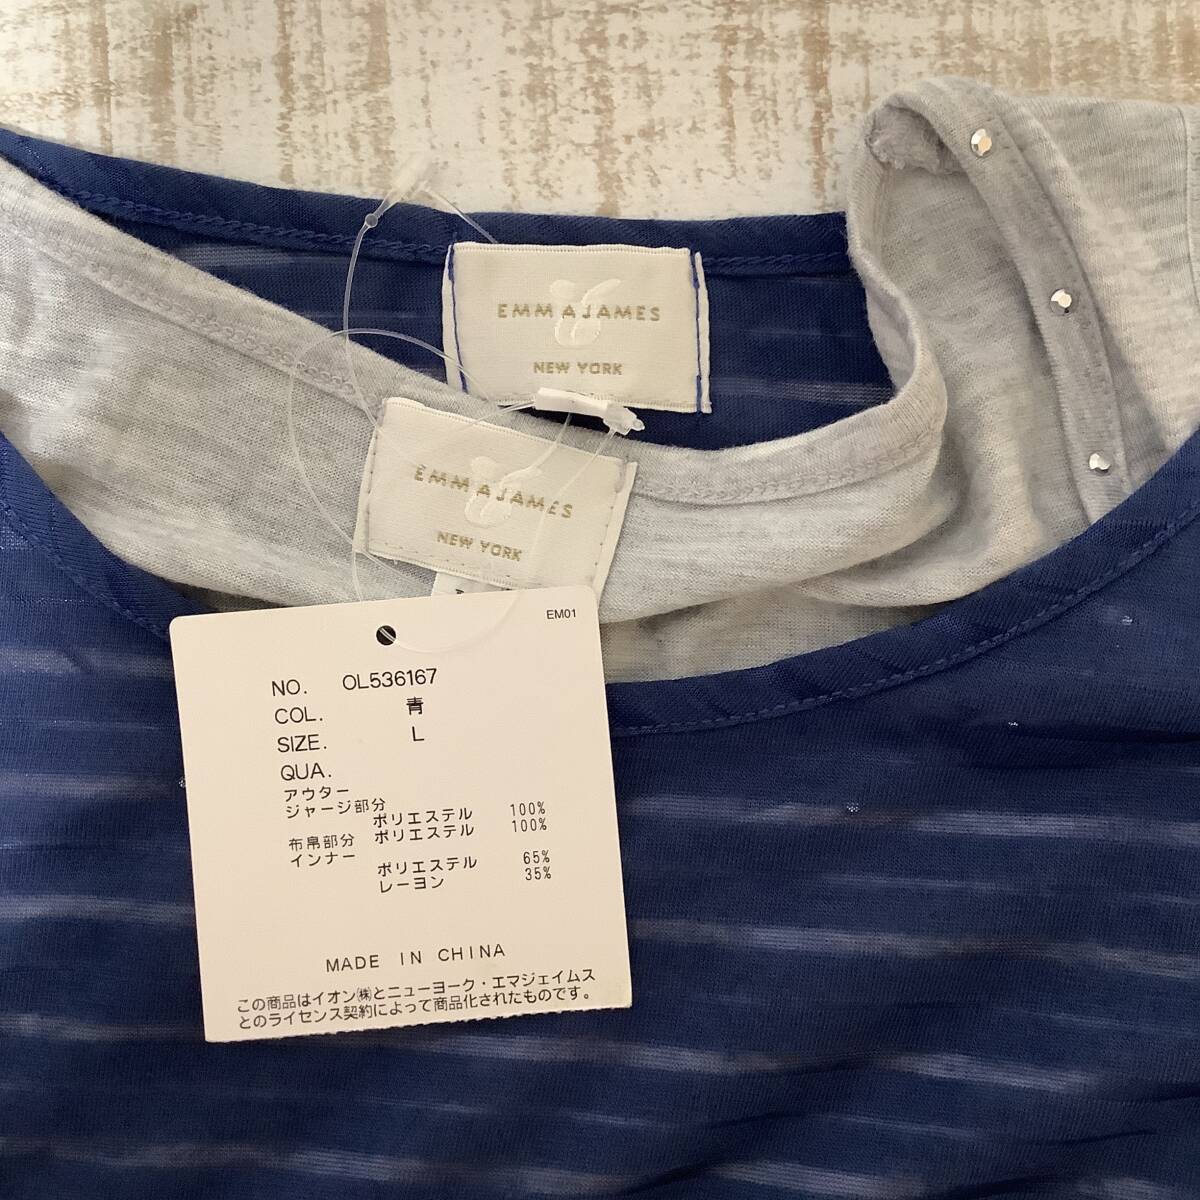 EMMAJAMES
NEW YORK
EMMAJAMES
NEW YORK
EM01
NO. OL536167
COL. 青
SIZE. L
QUA.
アウター
ジャージ部分
ポリエステル 100%
布帛部分 ポリエステル 100%
インナー
ポリエステル 65%
レーヨン 35%
MADE IN CHINA
この商品はイオン㈱とニューヨーク・エマジェイムス
とのライセンス契約によって商品化されたものです。